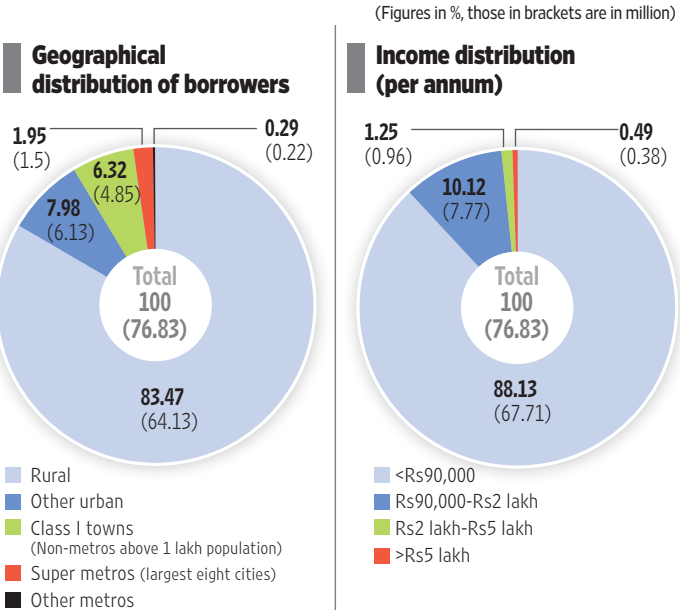 (Figures in %, those in brackets are in million)
Geographical
distribution of borrowers
1.95
(1.5)
0.29
(0.22)
6.32
(4.85)
7.98
(6.13)
Total
100
(76.83)
83.47
(64.13)
Rural
Other urban
Class I towns
(Non-metros above 1 lakh population)
Super metros (largest eight cities)
Other metros
Income distribution
(per annum)
1.25
(0.96)
0.49
(0.38)
10.12
(7.77)
Total
100
(76.83)
88.13
(67.71)
<Rs90,000
Rs90,000-Rs2 lakh
Rs2 lakh-Rs5 lakh
>Rs5 lakh